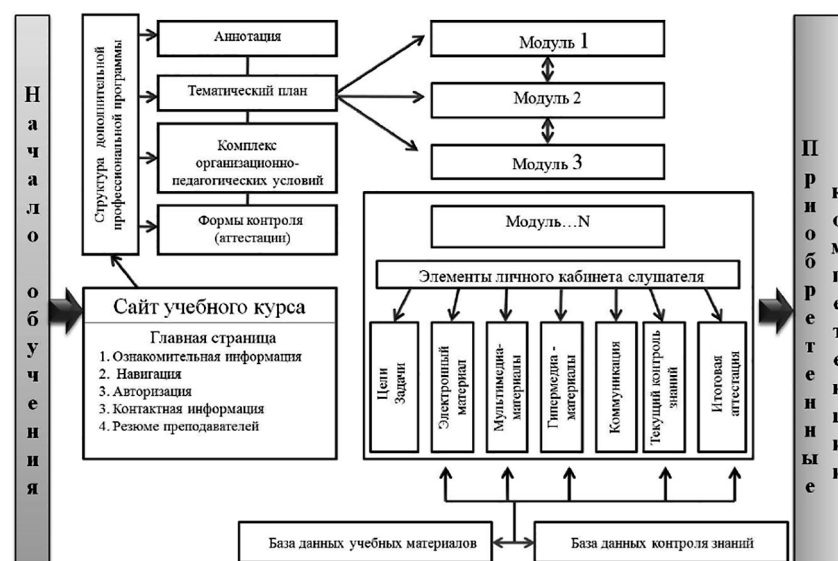 Начало обучения
Структура дополнительной
профессиональной программы
Аннотация
Тематический план
Комплекс
организационно-
педагогических условий
Формы контроля
(аттестации)
Сайт учебного курса
Главная страница
1. Ознакомительная информация
2. Навигация
3. Авторизация
3. Контактная информация
4. Резюме преподавателей
Модуль 1
Модуль 2
Модуль 3
Модуль…N
Элементы личного кабинета слушателя
Цели
Задачи
Электронный
материал
Мультимедиа-
материалы
Гипермедиа -
материалы
Коммуникация
Текущий контроль
знаний
Итоговая
аттестация
База данных учебных материалов
База данных контроля знаний
Приобретенные